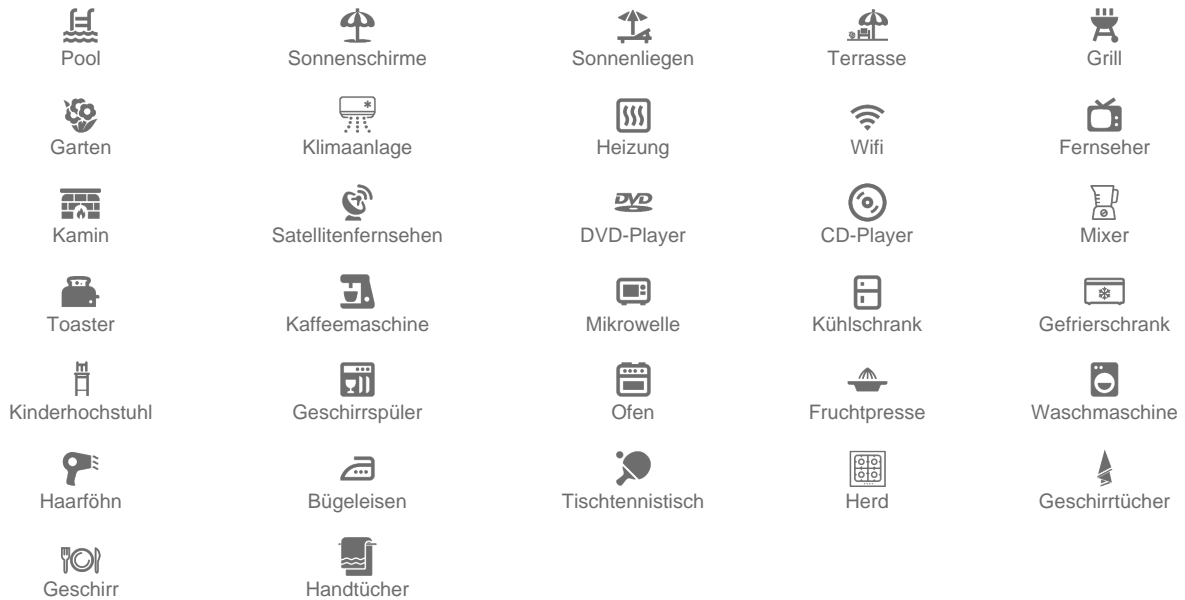 Pool Sonnenschirme Sonnenliegen Terrasse Grill
Garten Klimaanlage Heizung Wifi Fernseher
DVD
Kamin Satellitenfernsehen DVD-Player CD-Player Mixer
Toaster Kaffeemaschine Mikrowelle Kühlschrank Gefrierschrank
Kinderhochstuhl Geschirrspüler Ofen Fruchtpresse Waschmaschine
Haarföhn Bügeleisen Tischtennistisch Herd Geschirrtücher
Geschirr Handtücher